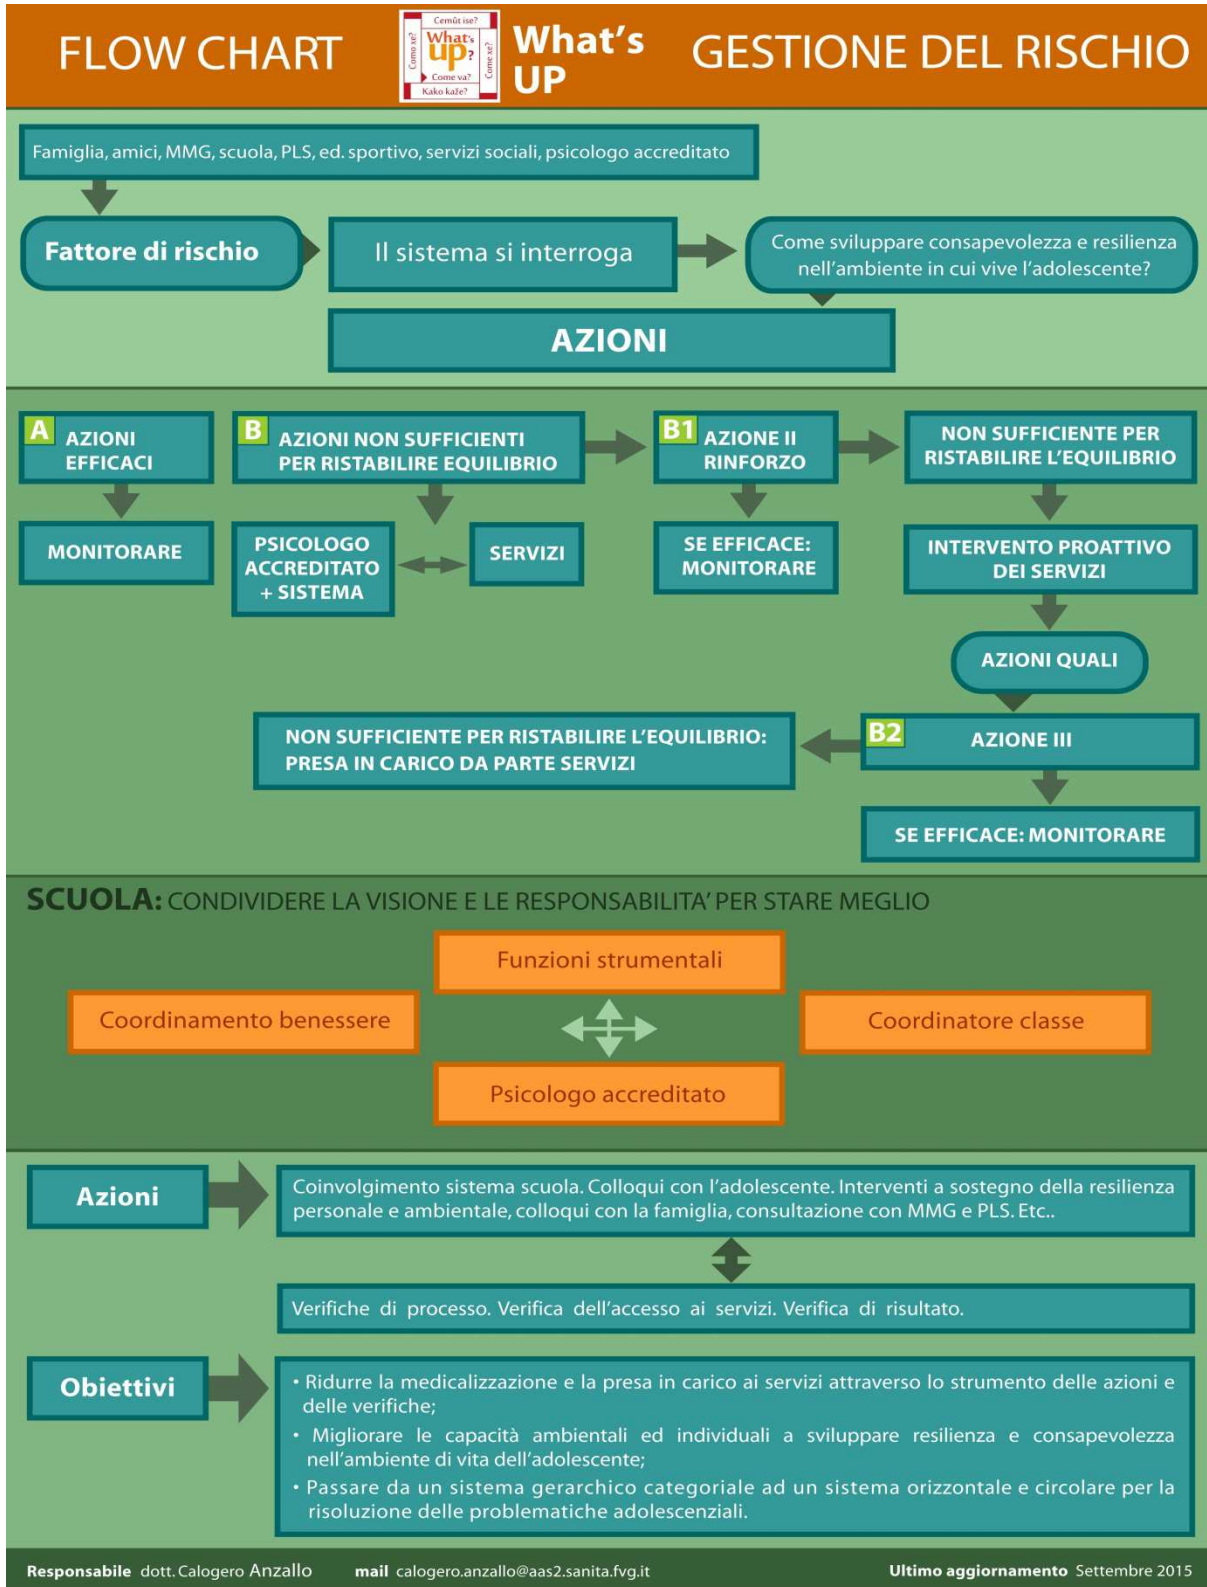 FLOW CHART
Cemût ise?
Como xe?
What's
up?
Come va?
Come xe?
Kako kaže?
What's
UP
GESTIONE DEL RISCHIO
Famiglia, amici, MMG, scuola, PLS, ed. sportivo, servizi sociali, psicologo accreditato
Fattore di rischio
Il sistema si interroga
Come sviluppare consapevolezza e resilienza
nell'ambiente in cui vive l'adolescente?
AZIONI
A
AZIONI
EFFICACI
B
AZIONI NON SUFFICIENTI
PER RISTABILIRE EQUILIBRIO
B1
AZIONE II
RINFORZO
NON SUFFICIENTE PER
RISTABILIRE L'EQUILIBRIO
MONITORARE
PSICOLOGO
ACCREDITATO
+ SISTEMA
SERVIZI
SE EFFICACE:
MONITORARE
INTERVENTO PROATTIVO
DEI SERVIZI
AZIONI QUALI
NON SUFFICIENTE PER RISTABILIRE L'EQUILIBRIO:
PRESA IN CARICO DA PARTE SERVIZI
B2
AZIONE III
SE EFFICACE: MONITORARE
SCUOLA: CONDIVIDERE LA VISIONE E LE RESPONSABILITA' PER STARE MEGLIO
Funzioni strumentali
Coordinamento benessere
Coordinatore classe
Psicologo accreditato
Azioni
Coinvolgimento sistema scuola. Colloqui con l'adolescente. Interventi a sostegno della resilienza
personale e ambientale, colloqui con la famiglia, consultazione con MMG e PLS. Etc..
Verifiche di processo. Verifica dell'accesso ai servizi. Verifica di risultato.
Obiettivi
• Ridurre la medicalizzazione e la presa in carico ai servizi attraverso lo strumento delle azioni e
delle verifiche;
• Migliorare le capacità ambientali ed individuali a sviluppare resilienza e consapevolezza
nell'ambiente di vita dell'adolescente;
• Passare da un sistema gerarchico categoriale ad un sistema orizzontale e circolare per la
risoluzione delle problematiche adolescenziali.
Responsabile dott. Calogero Anzallo mail calogero.anzallo@aas2.sanita.fvg.it Ultimo aggiornamento Settembre 2015